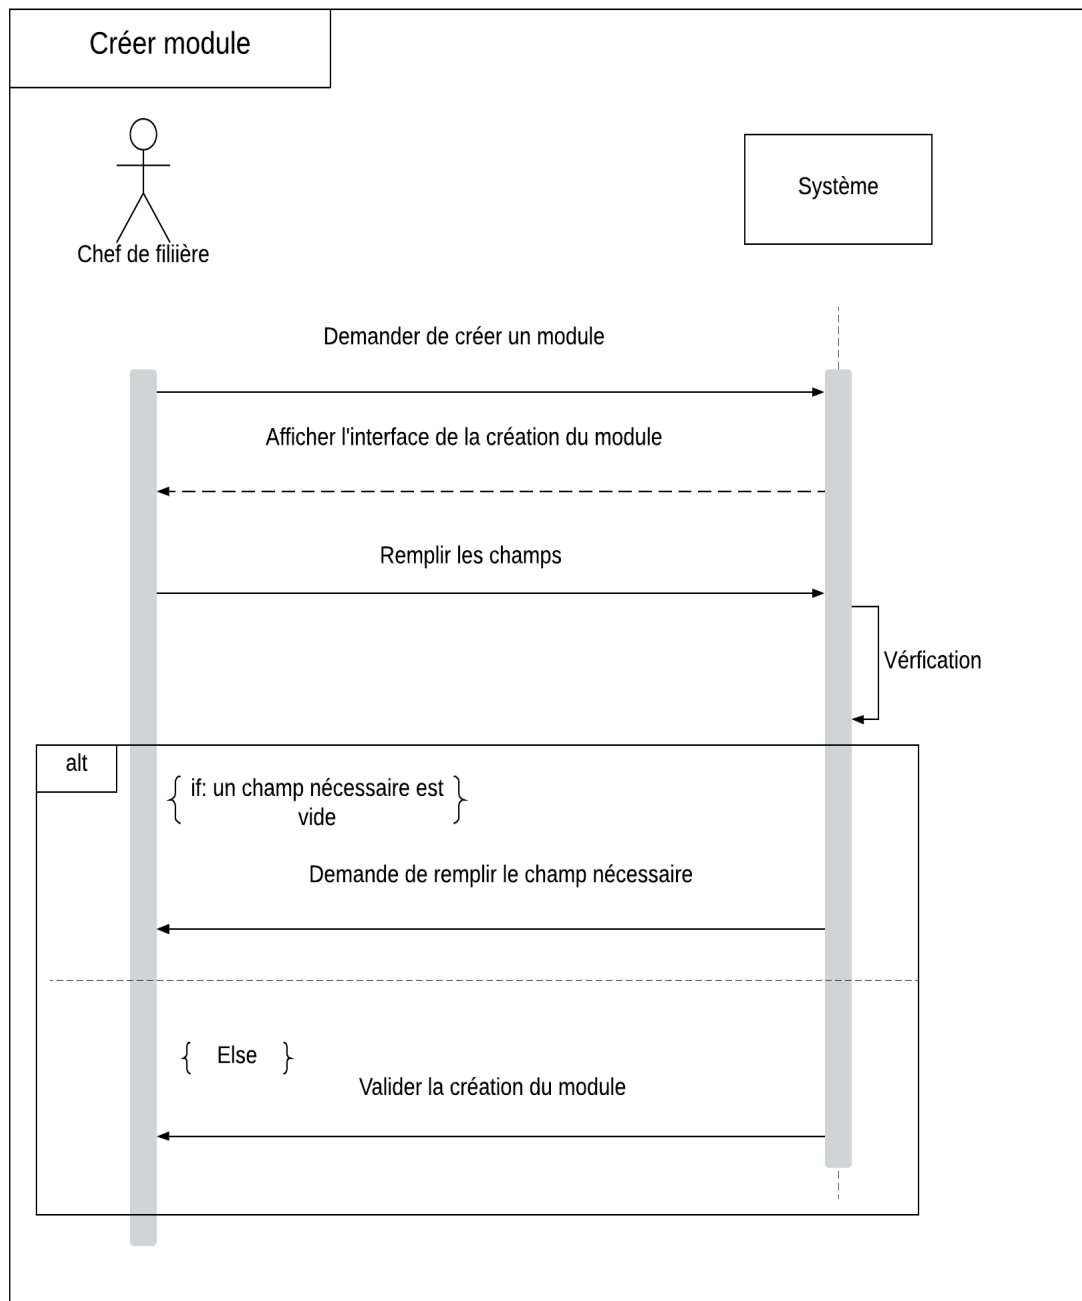 Créer module
Système
Chef de filiière
Demander de créer un module
Afficher l'interface de la création du module
Remplir les champs
Vérfication
alt
if: un champ nécessaire est
vide
Demande de remplir le champ nécessaire
Else
Valider la création du module